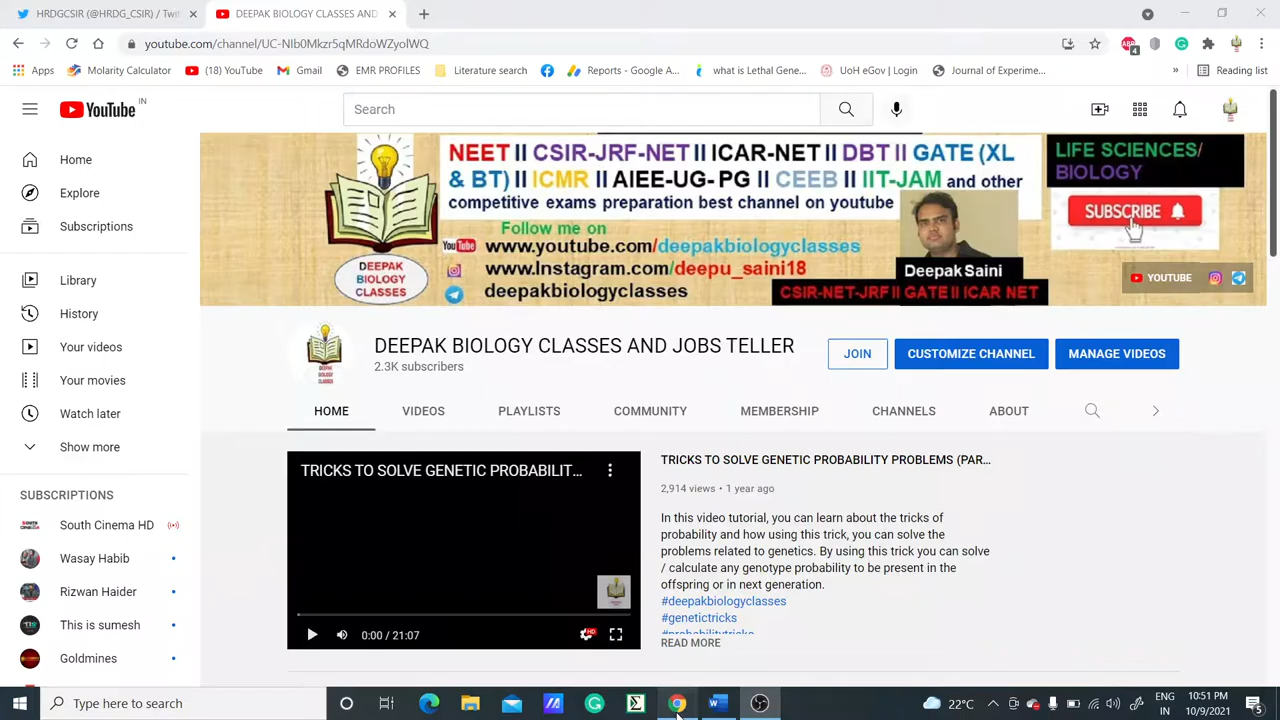 HRDGCSIR (@HRDG_CSIR) / Twi
DEEPAK BIOLOGY CLASSES AND
youtube.com/channel/UC-NIb0Mkzr5qMRdoWZyolWQ
4
Apps
Molarity Calculator
(18) YouTube
Gmail
EMR PROFILES
Literature search
Reports - Google A...
what is Lethal Gene...
UoH eGov | Login
Journal of Experime...
»
Reading list
YouTube IN
Search
NEET II CSIR-JRF-NET II ICAR-NET II DBT II GATE (XL
& BT) II ICMR II AIEE-UG- PG II CEEB II IIT-JAM and other
competitive exams preparation best channel on youtube
LIFE SCIENCES/
BIOLOGY
SUBSCRIBE
Follow me on
YouTube www.youtube.com/deepakbiologyclasses
www.Instagram.com/deepu_saini18
deepakbiologyclasses
DEEPAK
BIOLOGY
CLASSES
Deepak Saini
CSIR-NET-JRF II GATE II ICAR NET
YOUTUBE
Home
Explore
Subscriptions
Library
History
Your videos
Your movies
Watch later
Show more
SUBSCRIPTIONS
South Cinema HD
Wasay Habib
Rizwan Haider
This is sumesh
Goldmines
DEEPAK
BIOLOGY
CLASSES
DEEPAK BIOLOGY CLASSES AND JOBS TELLER
2.3K subscribers
JOIN
CUSTOMIZE CHANNEL
MANAGE VIDEOS
HOME
VIDEOS
PLAYLISTS
COMMUNITY
MEMBERSHIP
CHANNELS
ABOUT
TRICKS TO SOLVE GENETIC PROBABILIT...
0:00 / 21:07
HD
TRICKS TO SOLVE GENETIC PROBABILITY PROBLEMS (PAR...
2,914 views • 1 year ago
In this video tutorial, you can learn about the tricks of
probability and how using this trick, you can solve the
problems related to genetics. By using this trick you can solve
/ calculate any genotype probability to be present in the
offspring or in next generation.
#deepakbiologyclasses
#genetictricks
#probabilitytricks
READ MORE
Type here to search
22°C
ENG
IN
10:51 PM
10/9/2021
5